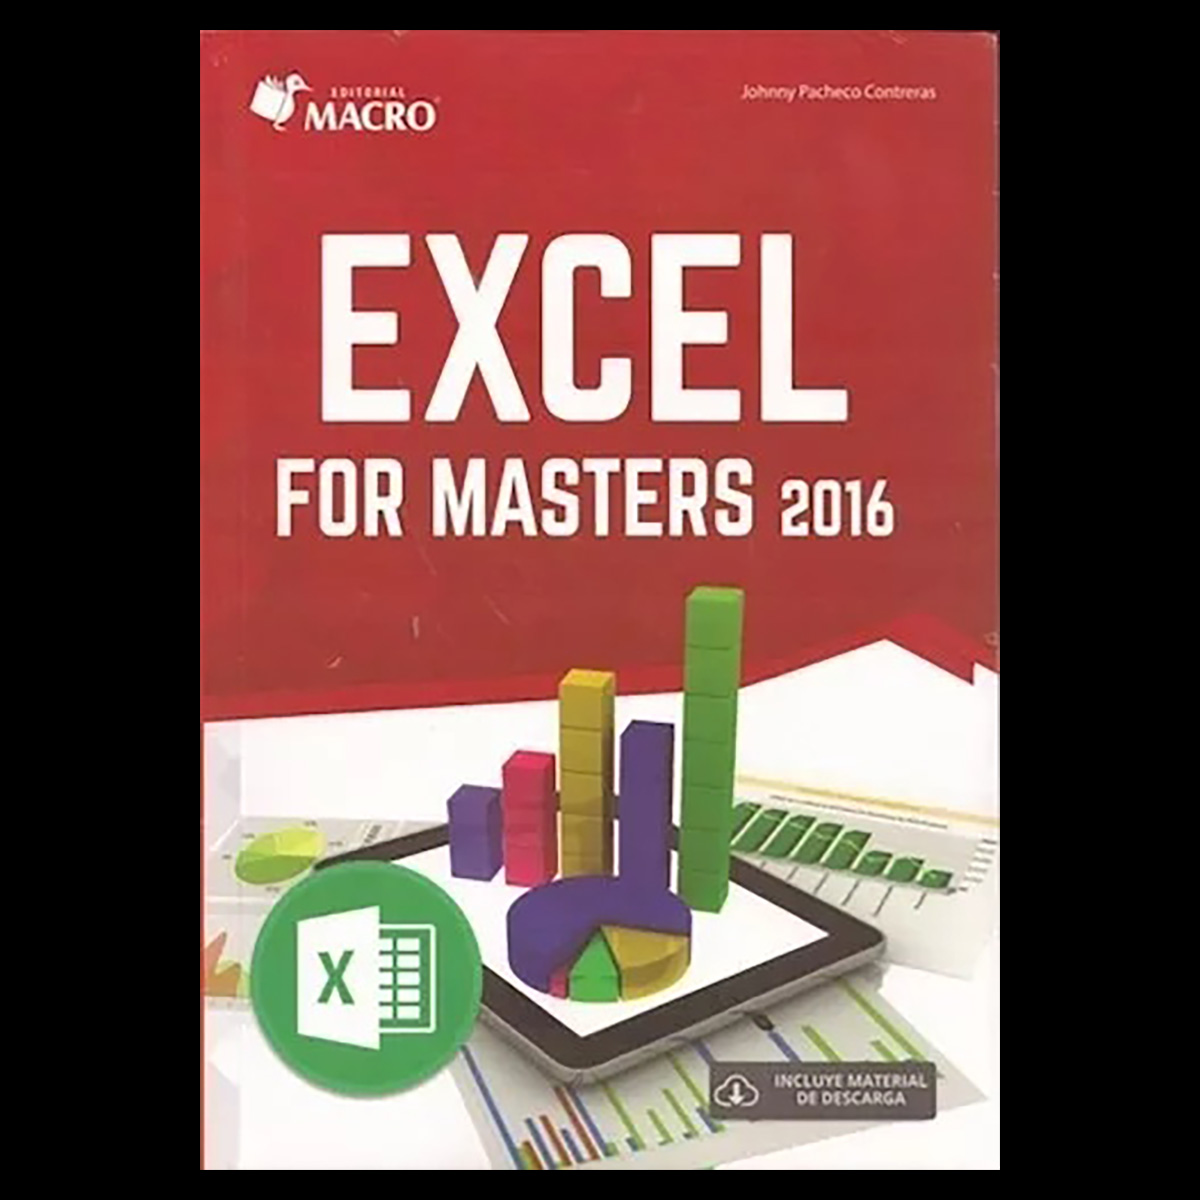 EDITORIAL
MACRO
Johnny Pacheco Contreras
EXCEL
FOR MASTERS 2016
X
INCLUYE MATERIAL
DE DESCARGA